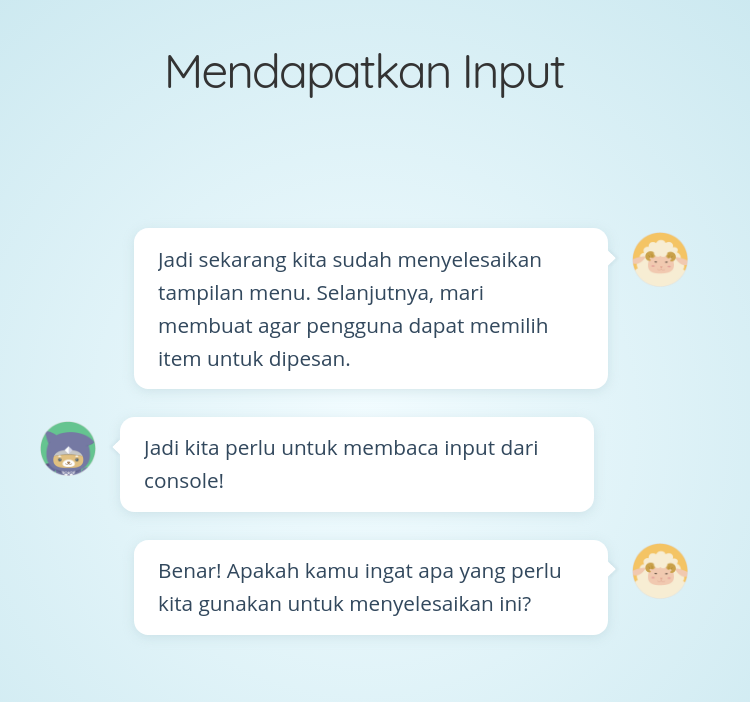 Mendapatkan Input
Jadi sekarang kita sudah menyelesaikan
tampilan menu. Selanjutnya, mari
membuat agar pengguna dapat memilih
item untuk dipesan.
Jadi kita perlu untuk membaca input dari
console!
Benar! Apakah kamu ingat apa yang perlu
kita gunakan untuk menyelesaikan ini?